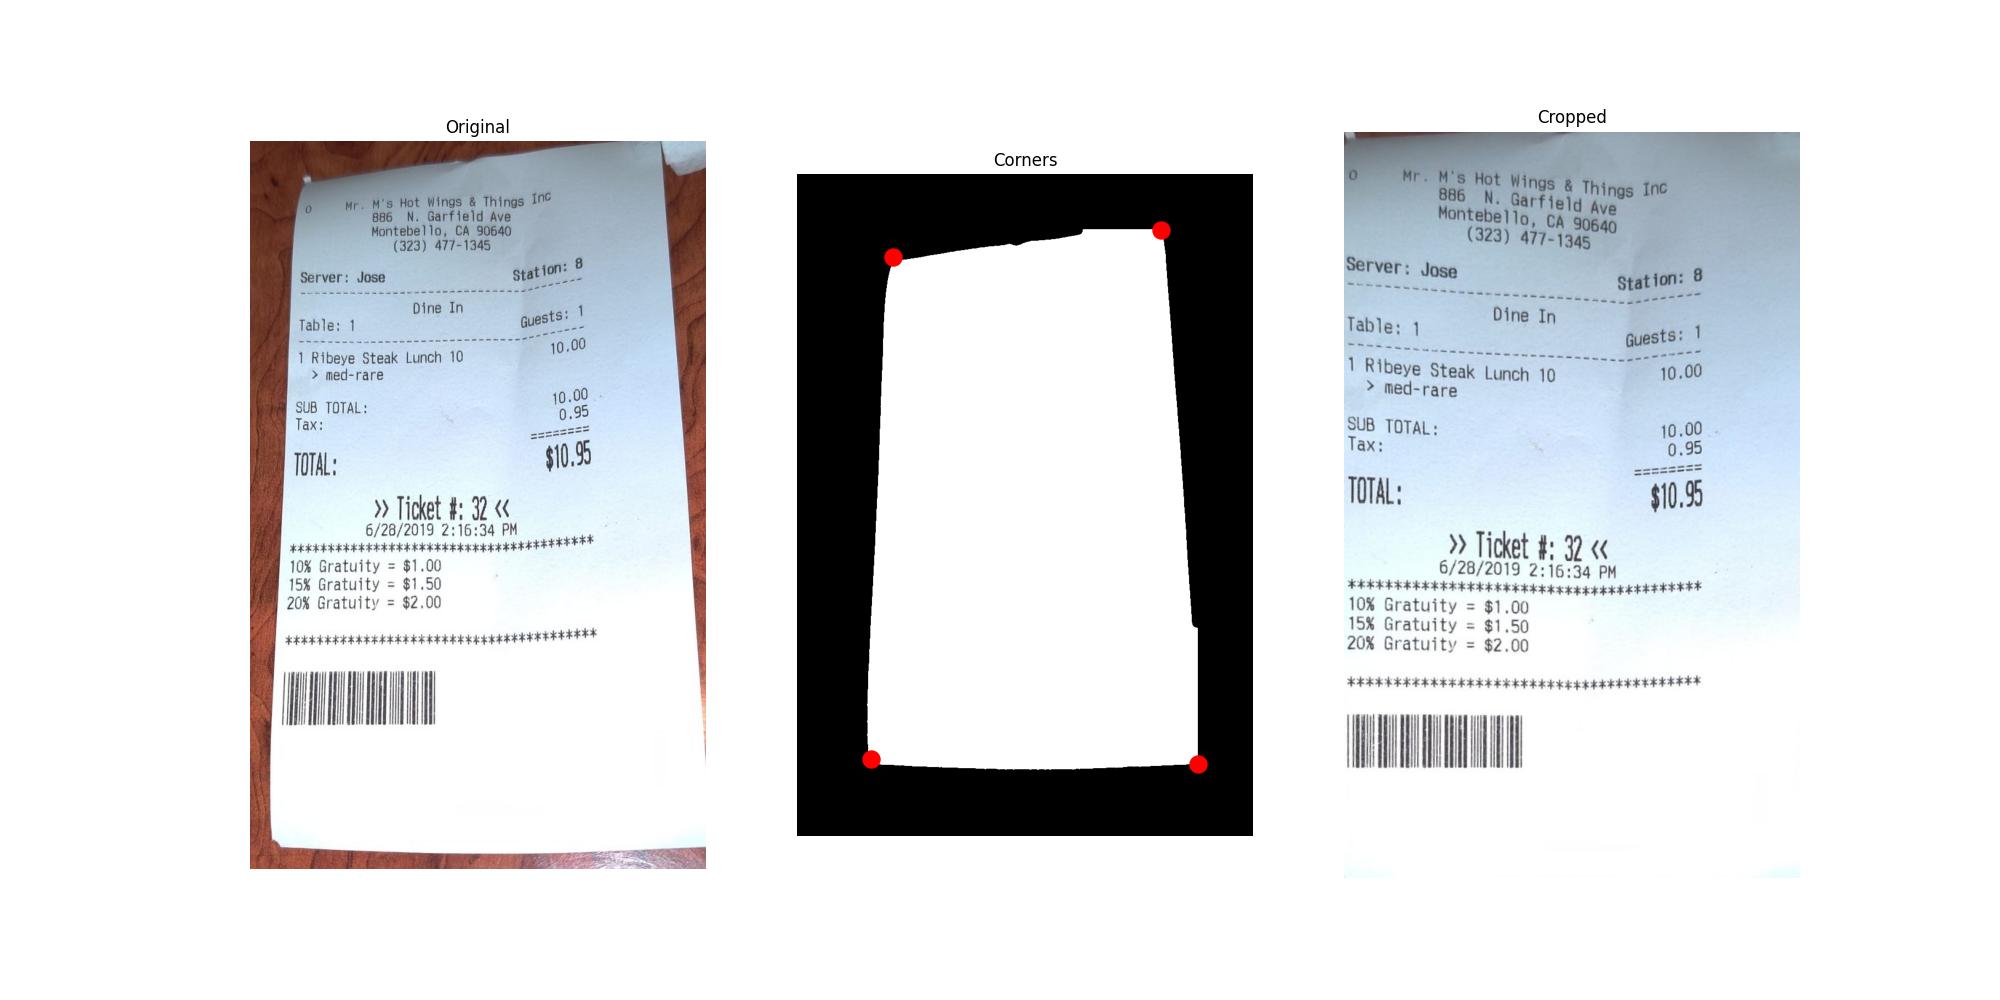 Original
o Mr. M's Hot Wings & Things Inc
886 N. Garfield Ave
Montebello, CA 90640
(323) 477-1345
Server: Jose Station: 8
Dine In
Table: 1 Guests: 1
1 Ribeye Steak Lunch 10 10.00
> med-rare
SUB TOTAL: 10.00
Tax: 0.95
========
TOTAL: $10.95
>> Ticket #: 32 <<
6/28/2019 2:16:34 PM
****************************************
10% Gratuity = $1.00
15% Gratuity = $1.50
20% Gratuity = $2.00
****************************************
Corners
Cropped
o Mr. M's Hot Wings & Things Inc
886 N. Garfield Ave
Montebello, CA 90640
(323) 477-1345
Server: Jose Station: 8
Dine In
Table: 1 Guests: 1
1 Ribeye Steak Lunch 10 10.00
> med-rare
SUB TOTAL: 10.00
Tax: 0.95
========
TOTAL: $10.95
>> Ticket #: 32 <<
6/28/2019 2:16:34 PM
****************************************
10% Gratuity = $1.00
15% Gratuity = $1.50
20% Gratuity = $2.00
****************************************